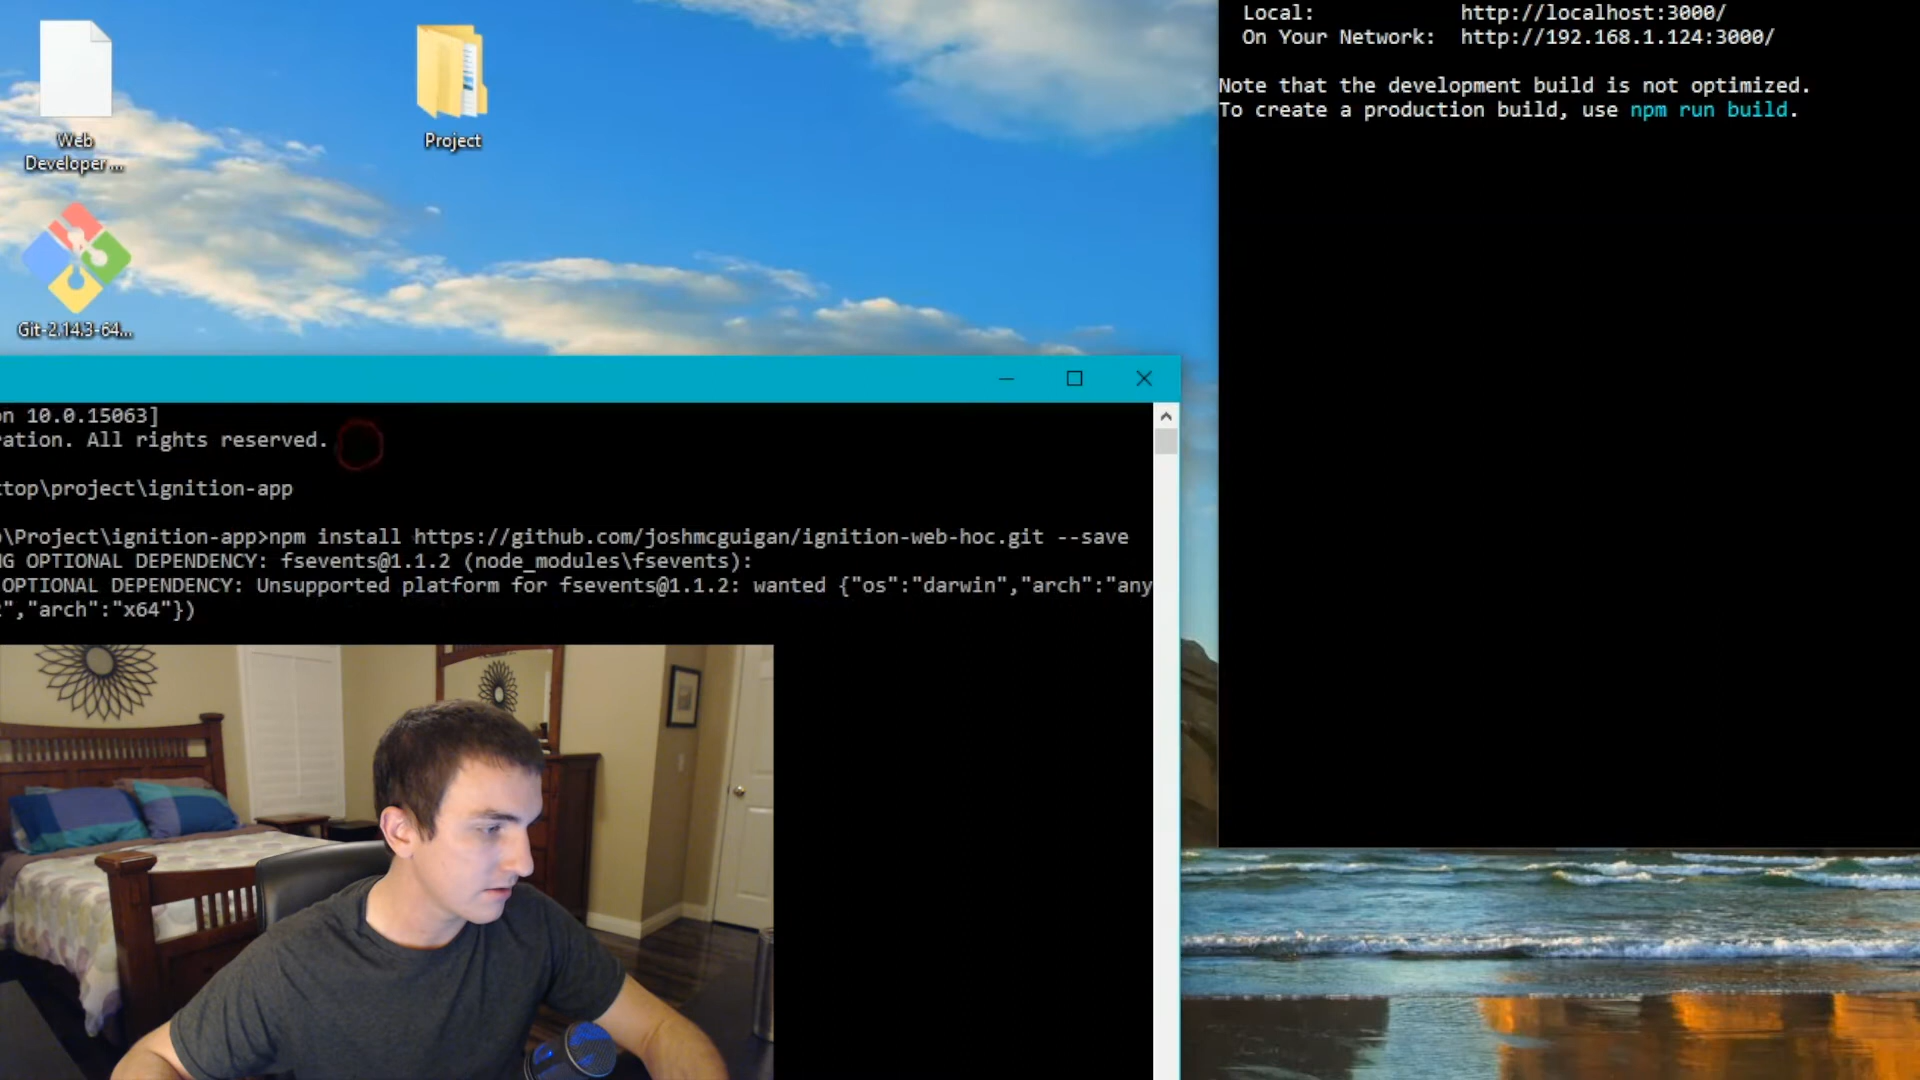 Web
Developer ...
Project
Git-2.14.3-64...
Local: http://localhost:3000/
On Your Network: http://192.168.1.124:3000/
Note that the development build is not optimized.
To create a production build, use npm run build.
on 10.0.15063]
ration. All rights reserved.
top\project\ignition-app
\Project\ignition-app>npm install https://github.com/joshmcguigan/ignition-web-hoc.git --save
G OPTIONAL DEPENDENCY: fsevents@1.1.2 (node_modules\fsevents):
OPTIONAL DEPENDENCY: Unsupported platform for fsevents@1.1.2: wanted {"os":"darwin","arch":"any
","arch":"x64"})